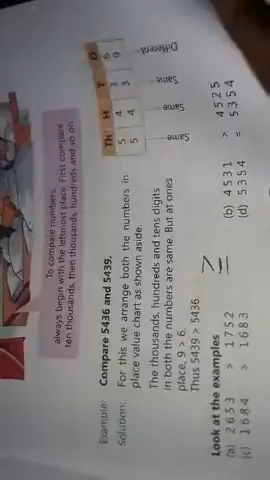 To compare numbers,
always begin with the leftmost place. First compare
ten thousands, then thousands, hundreds and so on.
Example: Compare 5436 and 5439.
Solution: For this we arrange both the numbers in
place value chart as shown aside.
Th H T O
5 4 3 6
5 4 3 9
Same Same Same Different
The thousands, hundreds and tens digits
in both the numbers are same. But at ones
place, 9 > 6.
Thus 5439 > 5436.
Look at the examples
(a) 2653 > 1752 (b) 4531 > 4525
(c) 1684 > 1683 (d) 5354 = 5354